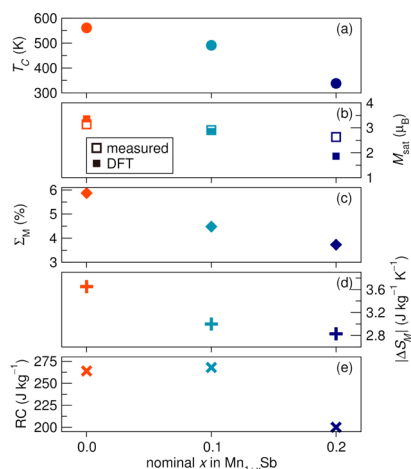 600
500
400
300
T_C (K)
(a)
(b)
measured
DFT
4
3
2
1
M_sat (μ_B)
6
5
4
3
Σ_M (%)
(c)
(d)
3.6
3.2
2.8
|ΔS_M| (J kg⁻¹ K⁻¹)
275
250
225
200
RC (J kg⁻¹)
(e)
0.0 0.1 0.2
nominal x in Mn
Sb